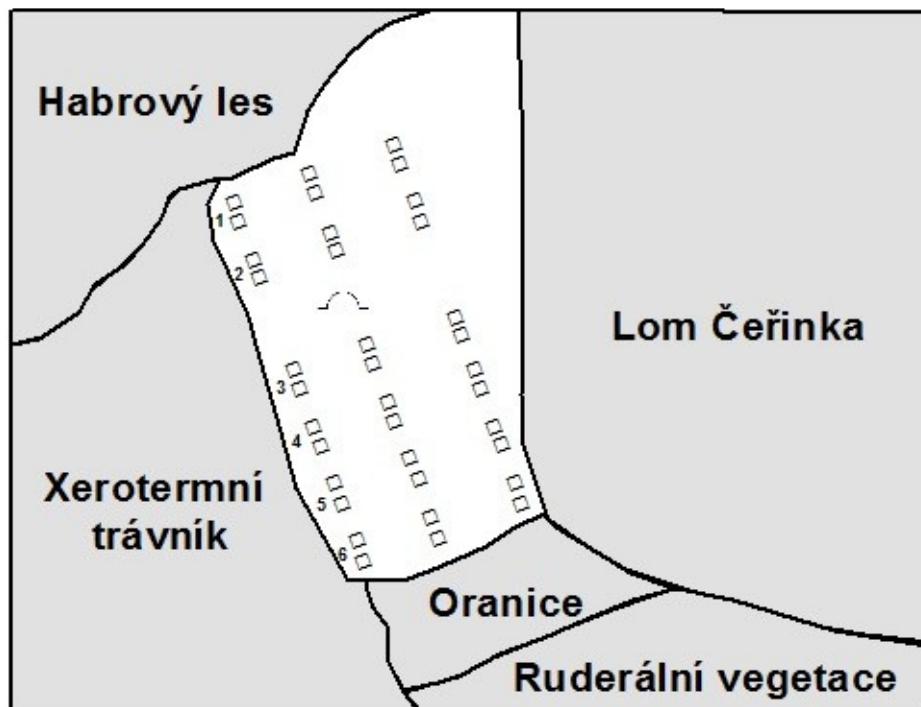 Habrový les
1
2
Lom Čeřinka
3
4
Xerotermní
trávník
5
6
Oranice
Ruderální vegetace